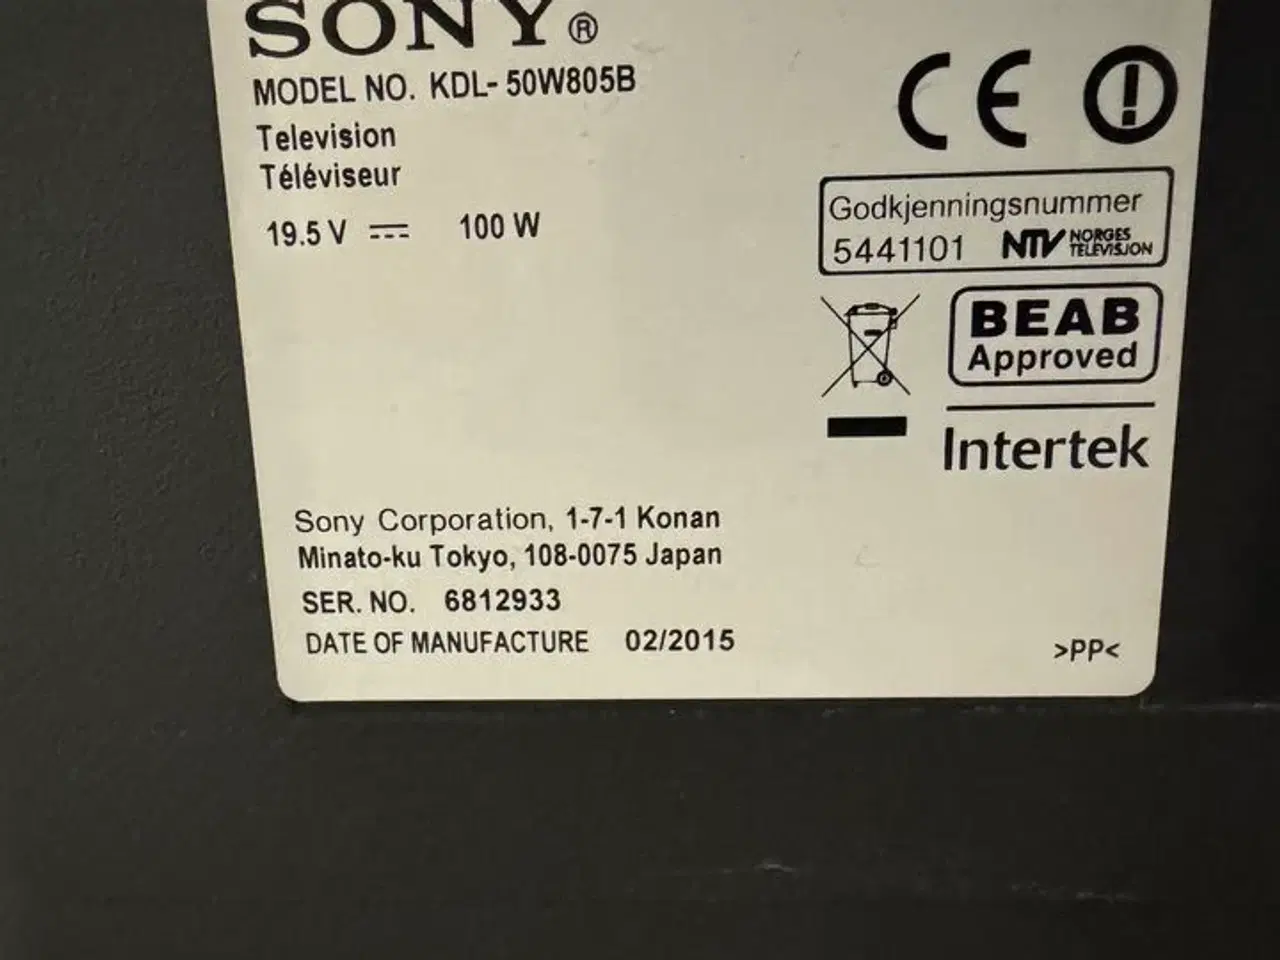 SONY®
MODEL NO. KDL-50W805B
Television
Téléviseur
19.5 V ⎓ 100 W
CE
Godkjenningsnummer
5441101 NTV NORGES TELEVISJON
BEAB
Approved
Intertek
Sony Corporation, 1-7-1 Konan
Minato-ku Tokyo, 108-0075 Japan
SER. NO. 6812933
DATE OF MANUFACTURE 02/2015
>PP<